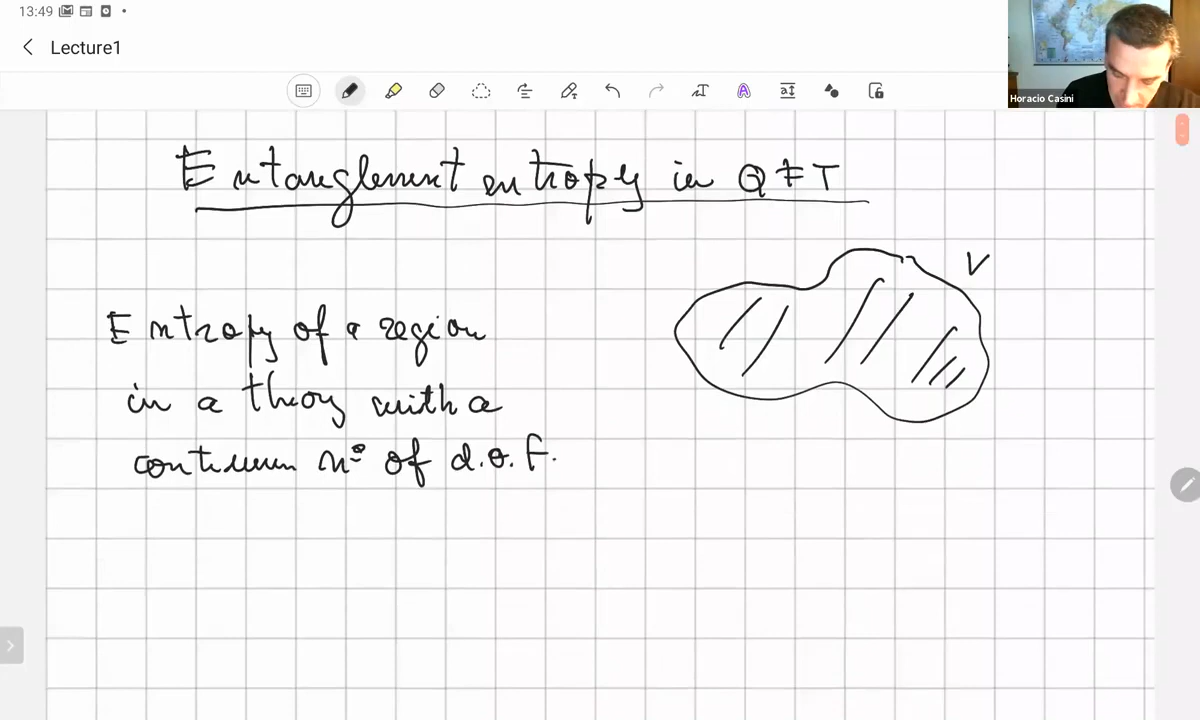 13:49
Lecture1
Horacio Casini
Entanglement entropy in QFT
V
Entropy of a region
in a theory with a
continuum nº of d.o.f.